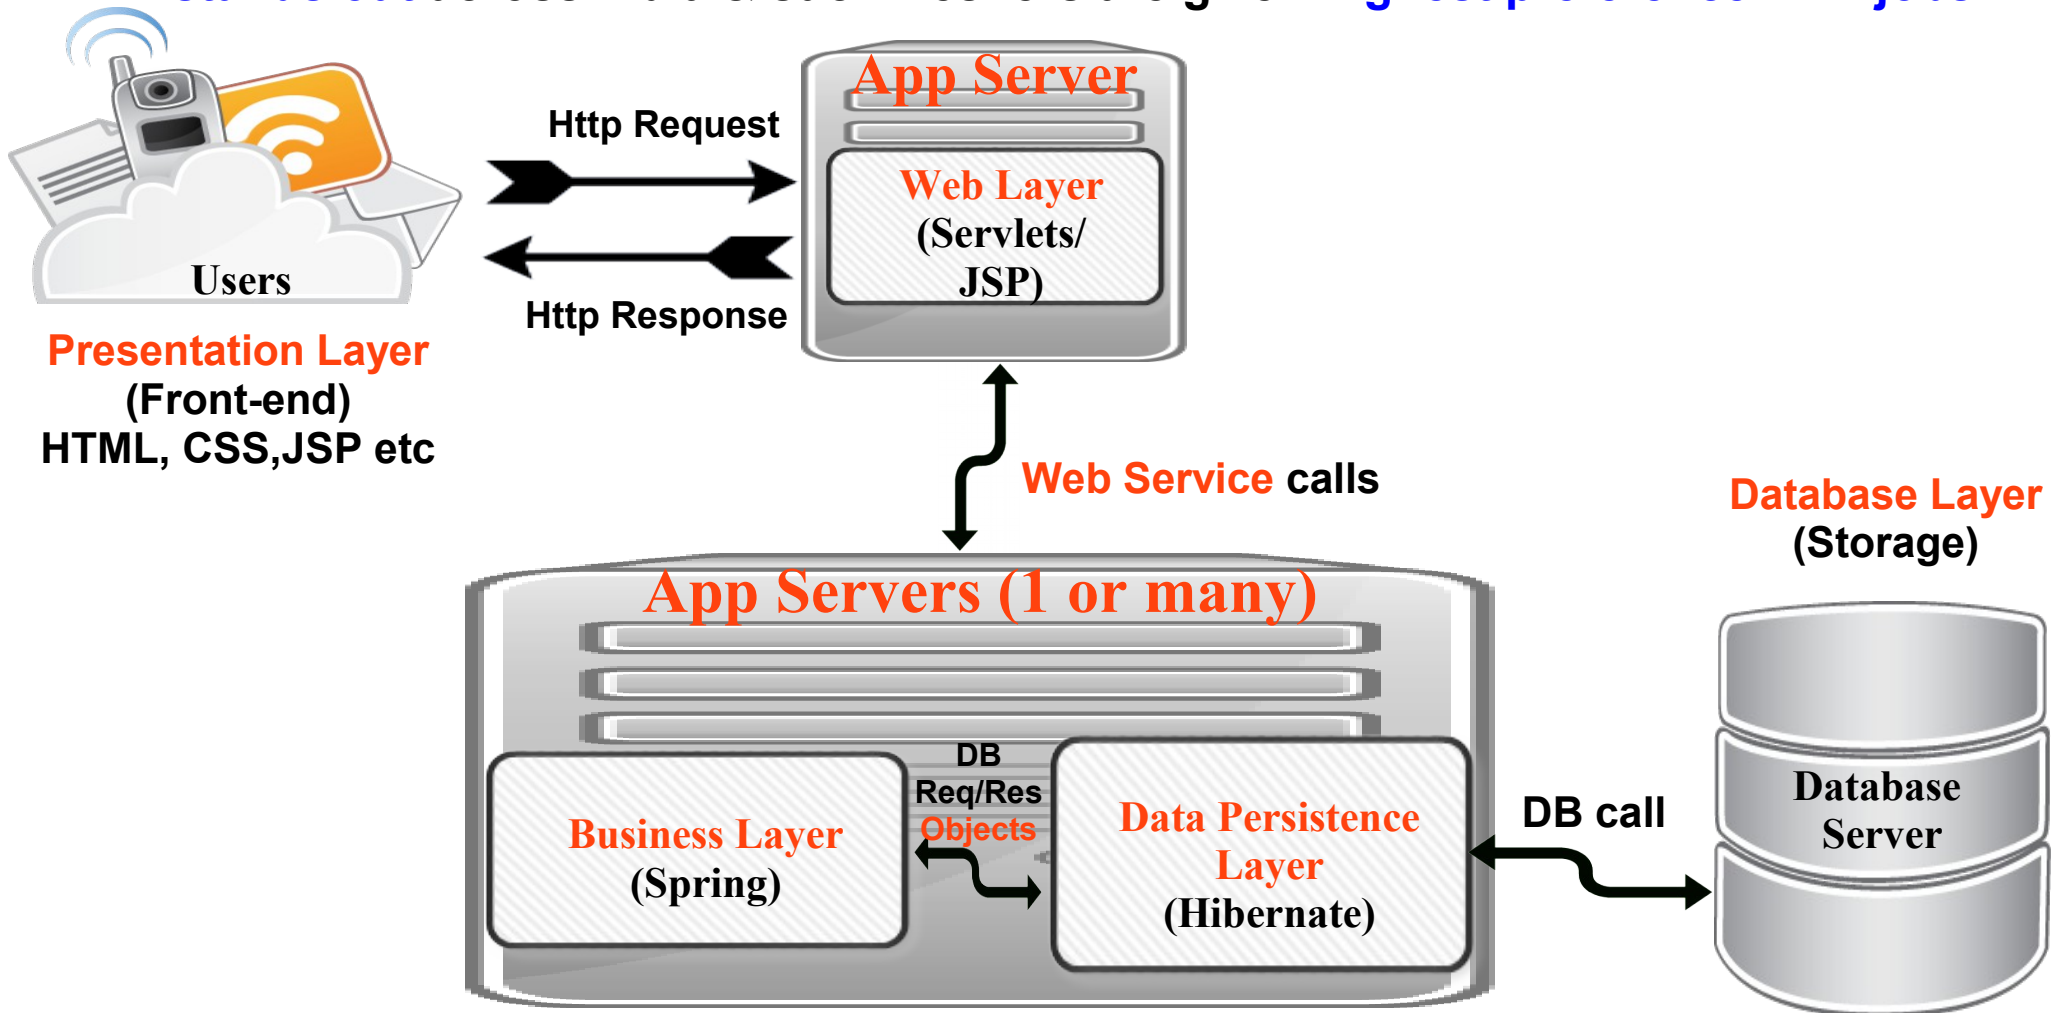 App Server
Http Request
Web Layer
(Servlets/
JSP)
Users
Http Response
Presentation Layer
(Front-end)
HTML, CSS,JSP etc
Web Service calls
Database Layer
(Storage)
App Servers (1 or many)
DB
Req/Res
Objects
Business Layer
(Spring)
Data Persistence
Layer
(Hibernate)
DB call
Database
Server